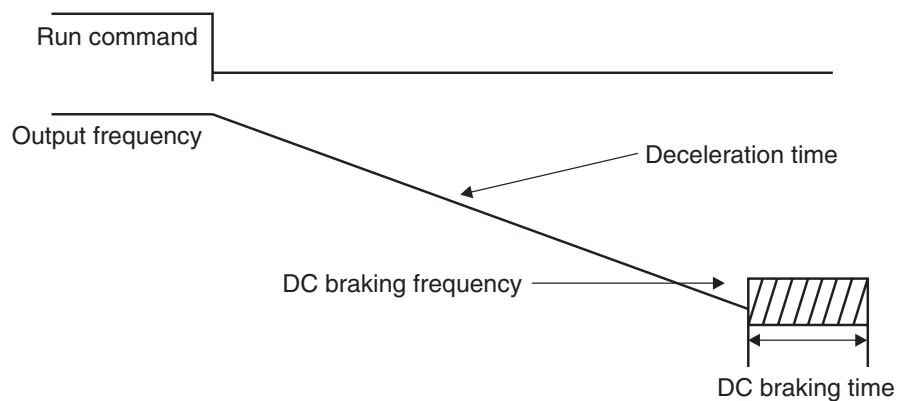 Run command
Output frequency
Deceleration time
DC braking frequency
DC braking time